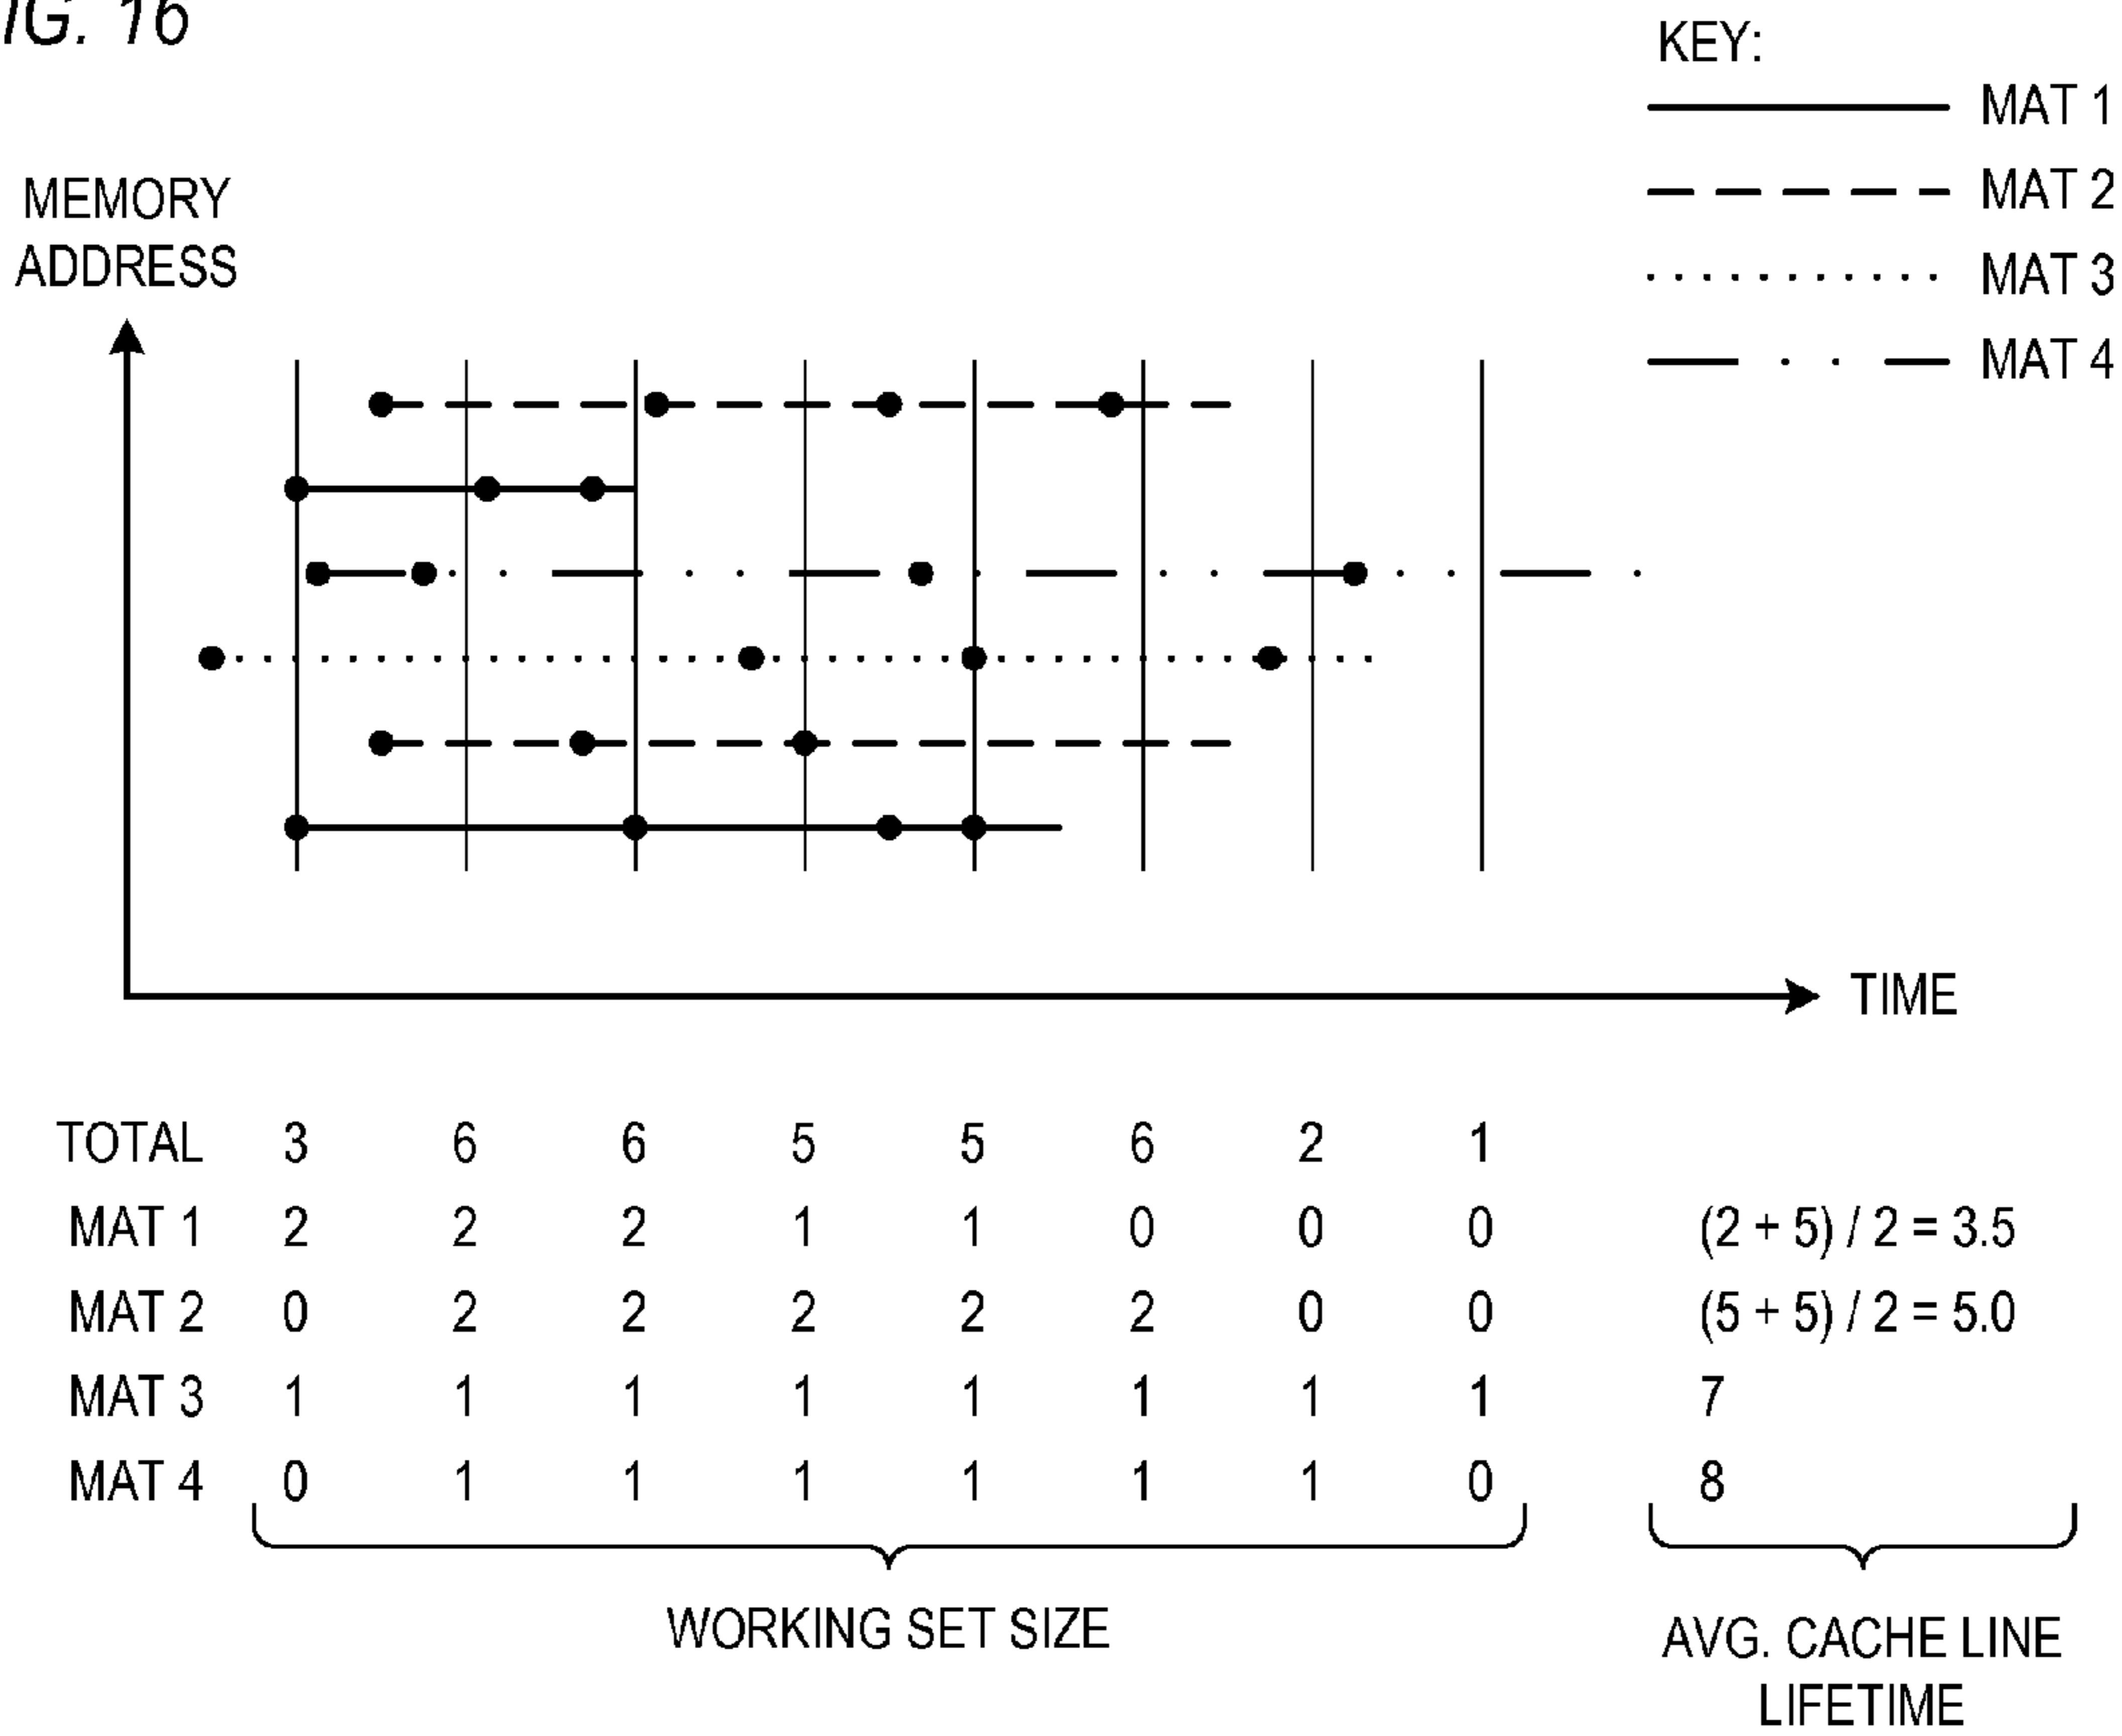 IG. 16
KEY:
MAT 1
MAT 2
MAT 3
MAT 4
MEMORY
ADDRESS
TIME
TOTAL 3 6 6 5 5 6 2 1
MAT 1 2 2 2 1 1 0 0 0 (2 + 5) / 2 = 3.5
MAT 2 0 2 2 2 2 2 0 0 (5 + 5) / 2 = 5.0
MAT 3 1 1 1 1 1 1 1 1 7
MAT 4 0 1 1 1 1 1 1 0 8
WORKING SET SIZE
AVG. CACHE LINE
LIFETIME